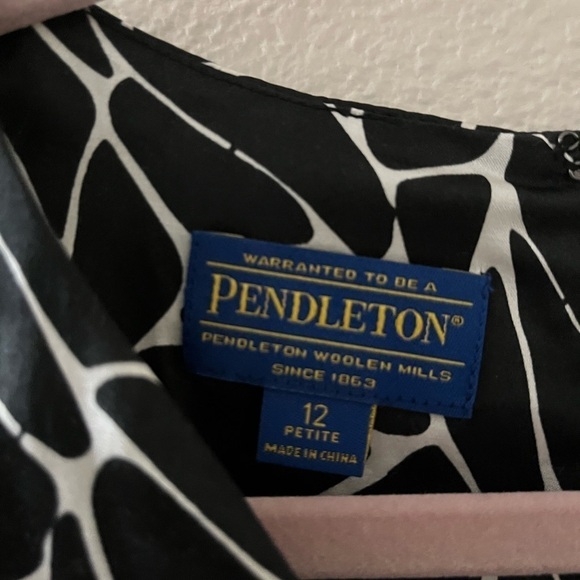 WARRANTED TO BE A
PENDLETON®
PENDLETON WOOLEN MILLS
SINCE 1863
12
PETITE
MADE IN CHINA